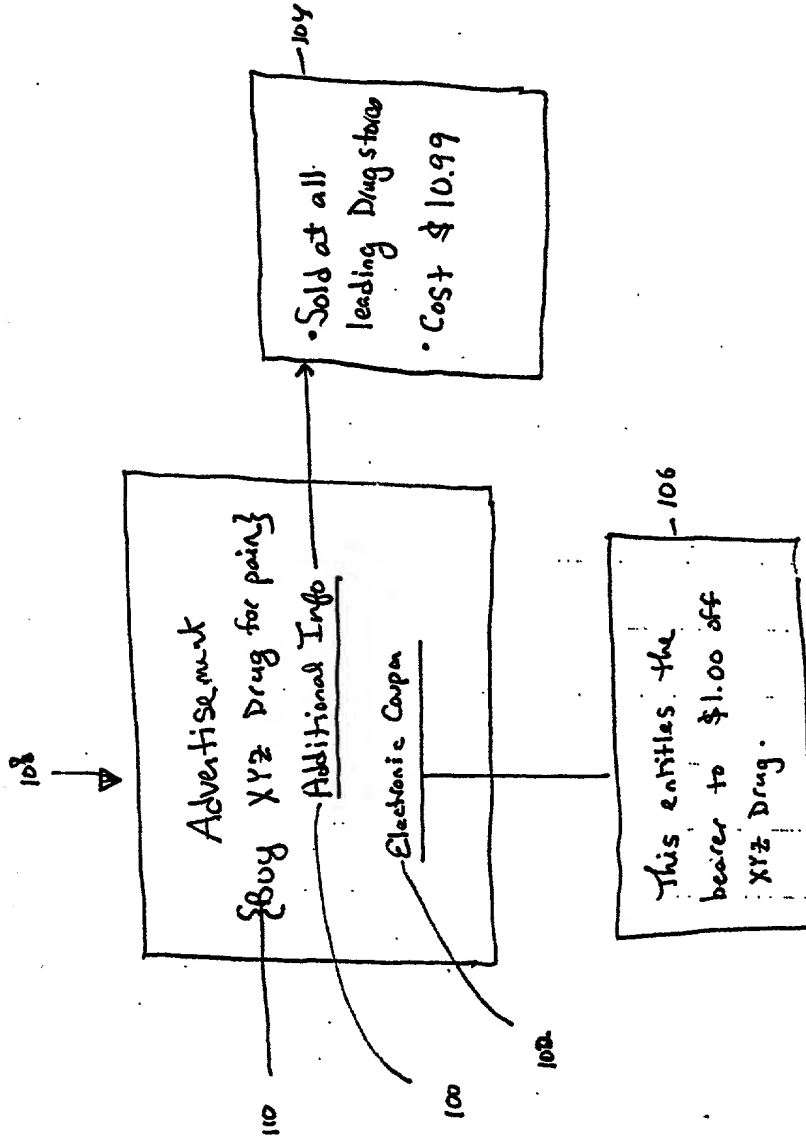 108
Advertisement
{Buy XYZ Drug for pain}
Additional Info
Electronic Coupon
110
100
102
• Sold at all
leading Drug stores
• Cost $10.99
104
This entitles the
bearer to $1.00 off
XYZ Drug.
106